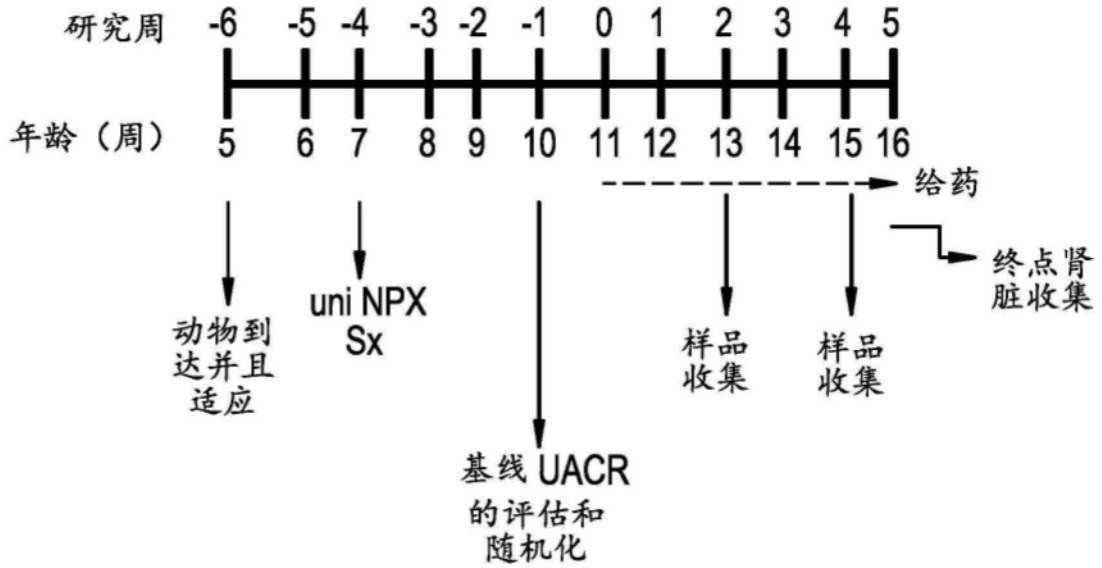 研究周 -6 -5 -4 -3 -2 -1 0 1 2 3 4 5
年龄（周） 5 6 7 8 9 10 11 12 13 14 15 16
给药
终点肾
脏收集
uni NPX
Sx
动物到
达并且
适应
样品
收集
样品
收集
基线 UACR
的评估和
随机化